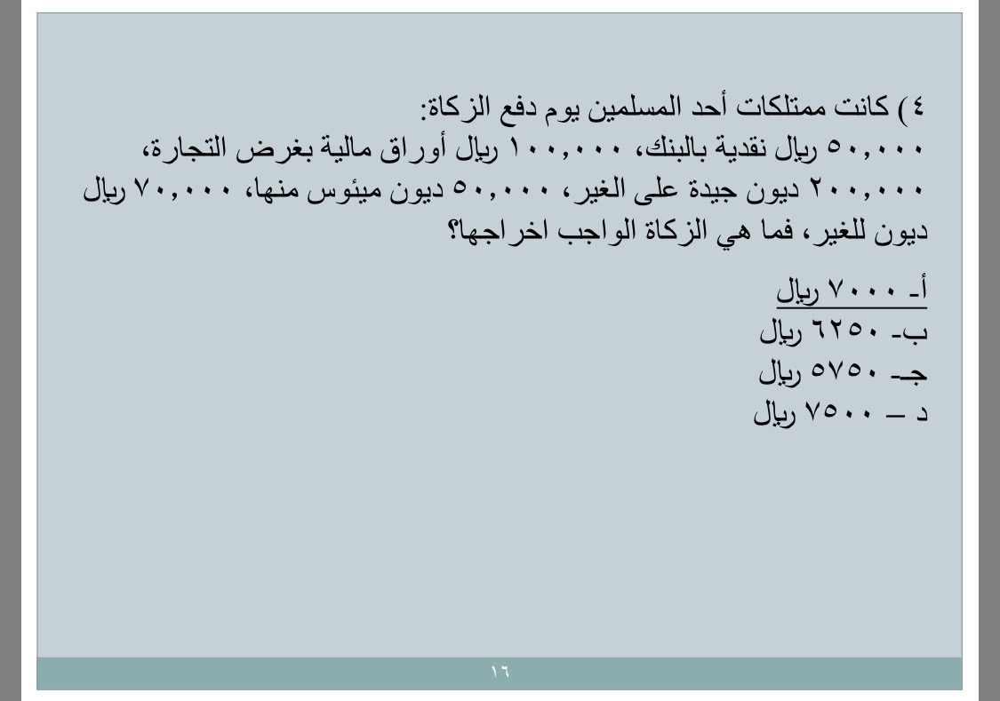 ٤) كانت ممتلكات أحد المسلمين يوم دفع الزكاة:
٥٠,٠٠٠ ريال نقدية بالبنك، ١٠٠,٠٠٠ ريال أوراق مالية بغرض التجارة،
٢٠٠,٠٠٠ ديون جيدة على الغير، ٥٠,٠٠٠ ديون ميئوس منها، ٧٠,٠٠٠ ريال
ديون للغير، فما هي الزكاة الواجب اخراجها؟
أ- ٧٠٠٠ ريال
ب- ٦٢٥٠ ريال
جـ- ٥٧٥٠ ريال
د – ٧٥٠٠ ريال
١٦